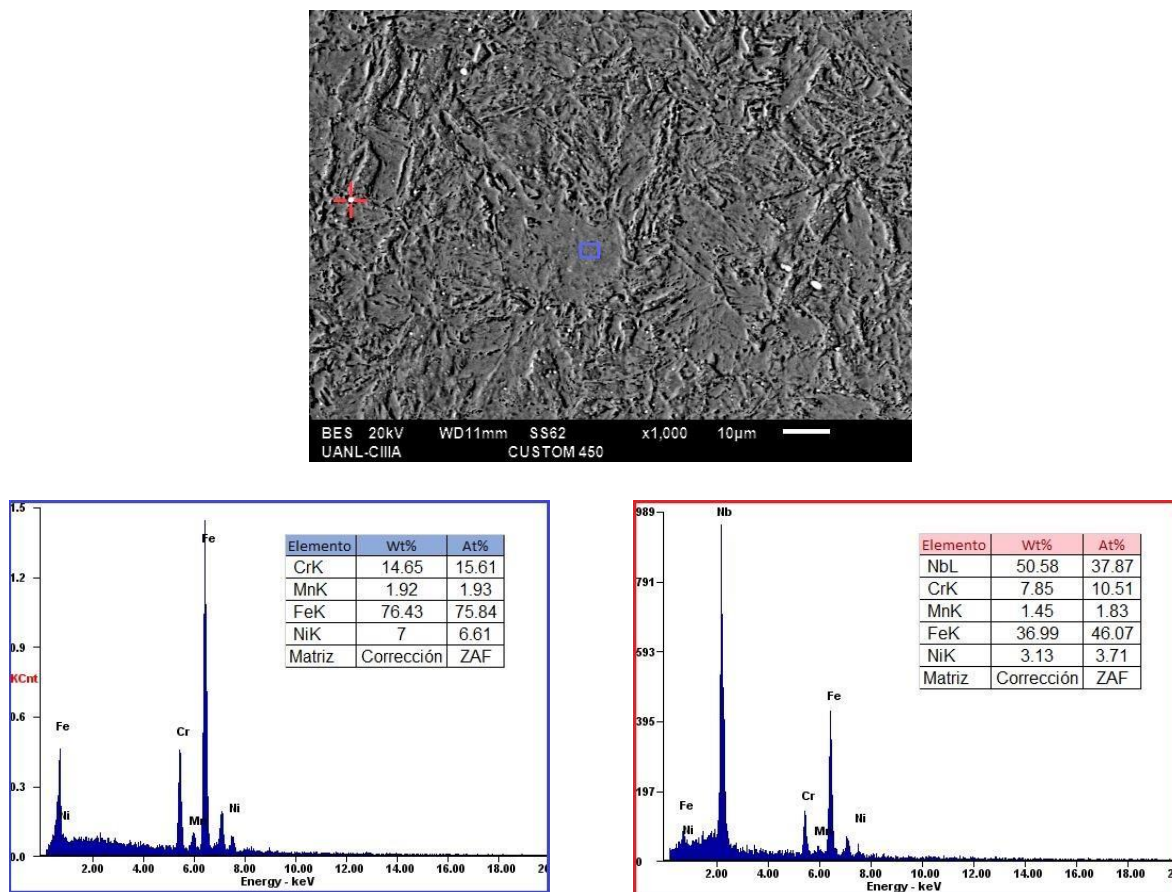 BES 20kV WD11mm SS62 x1,000 10µm
UANL-CIIIA CUSTOM 450
1.5
1.2
0.9
KCnt
0.6
0.3
0.0
Fe
Ni
Cr
Mn
Fe
Ni
Elemento Wt% At%
CrK 14.65 15.61
MnK 1.92 1.93
FeK 76.43 75.84
NiK 7 6.61
Matriz Corrección ZAF
2.00 4.00 6.00 8.00 10.00 12.00 14.00 16.00 18.00
Energy - keV
989
791
593
395
197
0
Nb
Fe
Ni
Cr
Fe
Ni
Elemento Wt% At%
NbL 50.58 37.87
CrK 7.85 10.51
MnK 1.45 1.83
FeK 36.99 46.07
NiK 3.13 3.71
Matriz Corrección ZAF
2.00 4.00 6.00 8.00 10.00 12.00 14.00 16.00 18.00
Energy - keV